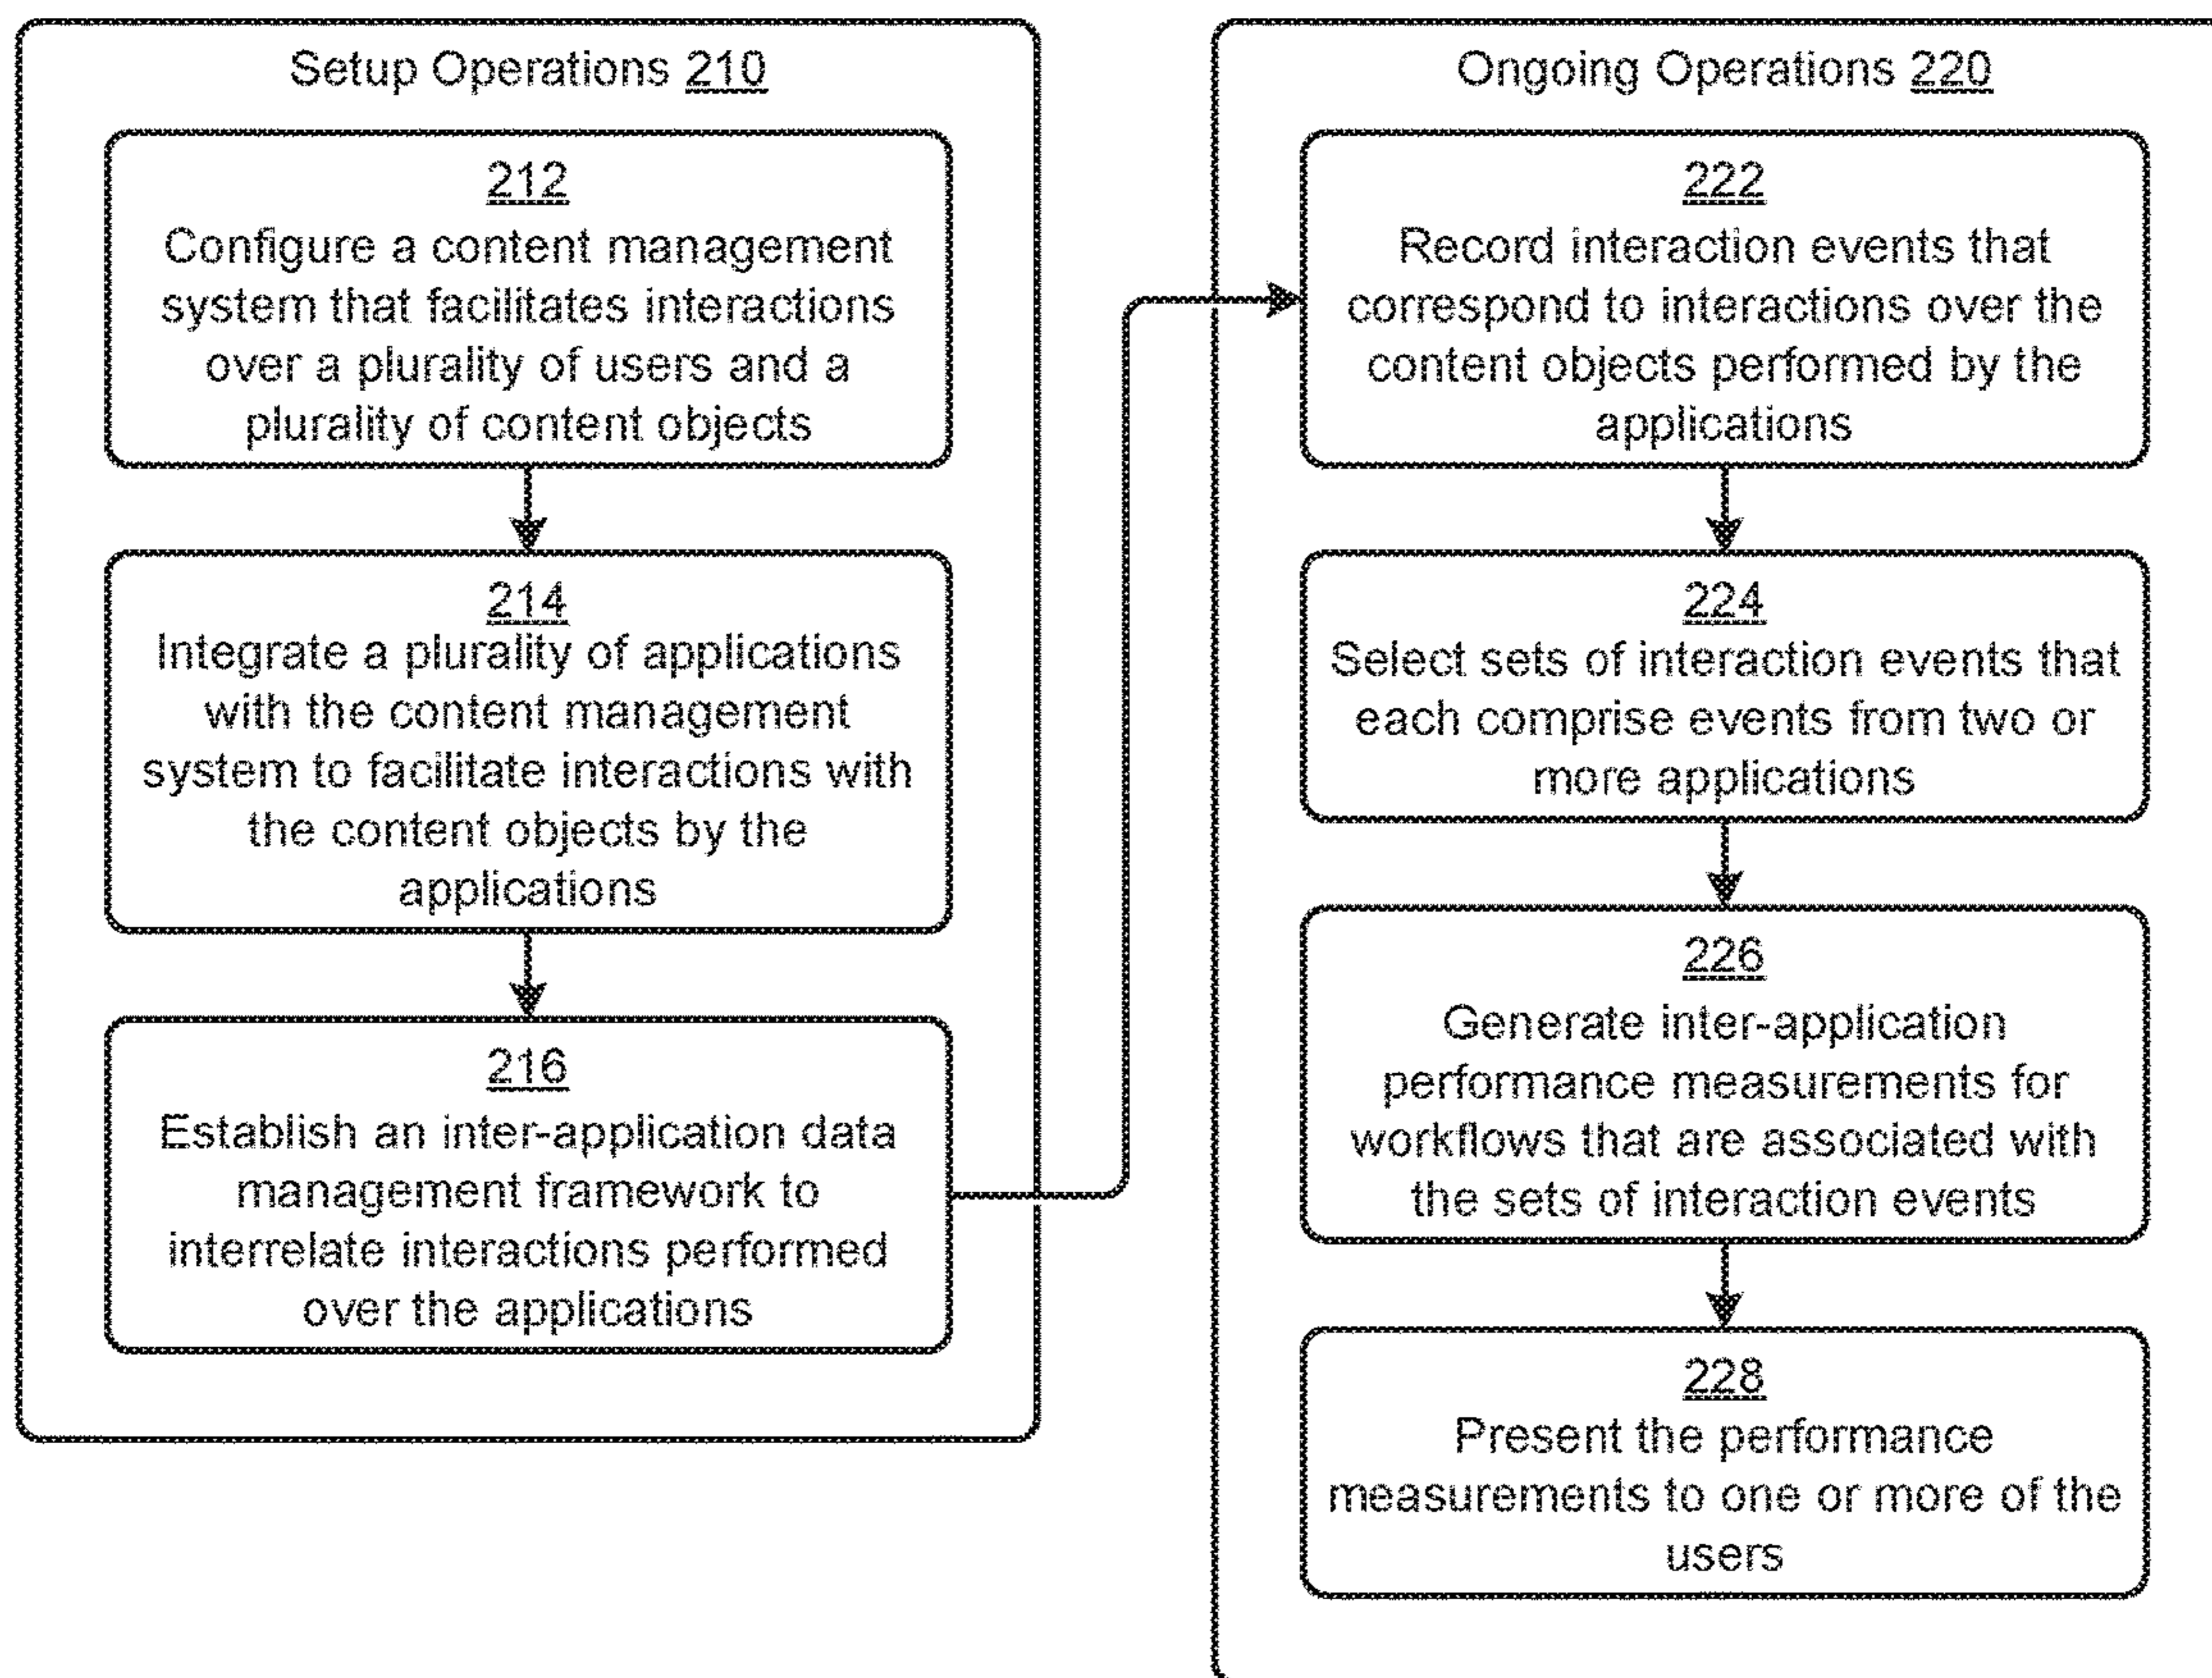 Setup Operations 210
212
Configure a content management
system that facilitates interactions
over a plurality of users and a
plurality of content objects
214
Integrate a plurality of applications
with the content management
system to facilitate interactions with
the content objects by the
applications
216
Establish an inter-application data
management framework to
interrelate interactions performed
over the applications
Ongoing Operations 220
222
Record interaction events that
correspond to interactions over the
content objects performed by the
applications
224
Select sets of interaction events that
each comprise events from two or
more applications
226
Generate inter-application
performance measurements for
workflows that are associated with
the sets of interaction events
228
Present the performance
measurements to one or more of the
users